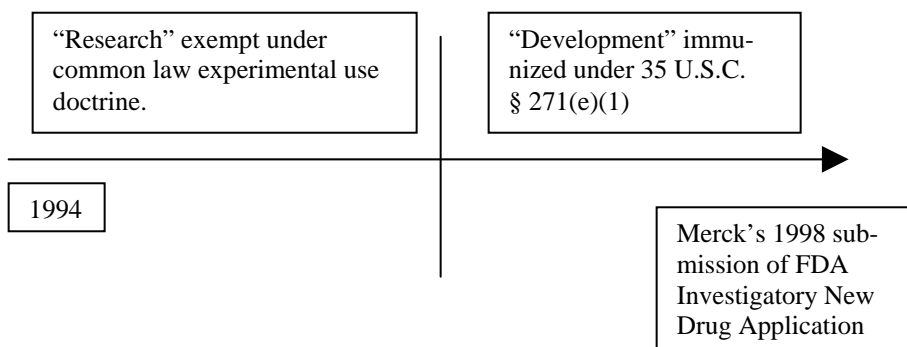 “Research” exempt under
common law experimental use
doctrine.
“Development” immu-
nized under 35 U.S.C.
§ 271(e)(1)
1994
Merck’s 1998 sub-
mission of FDA
Investigatory New
Drug Application